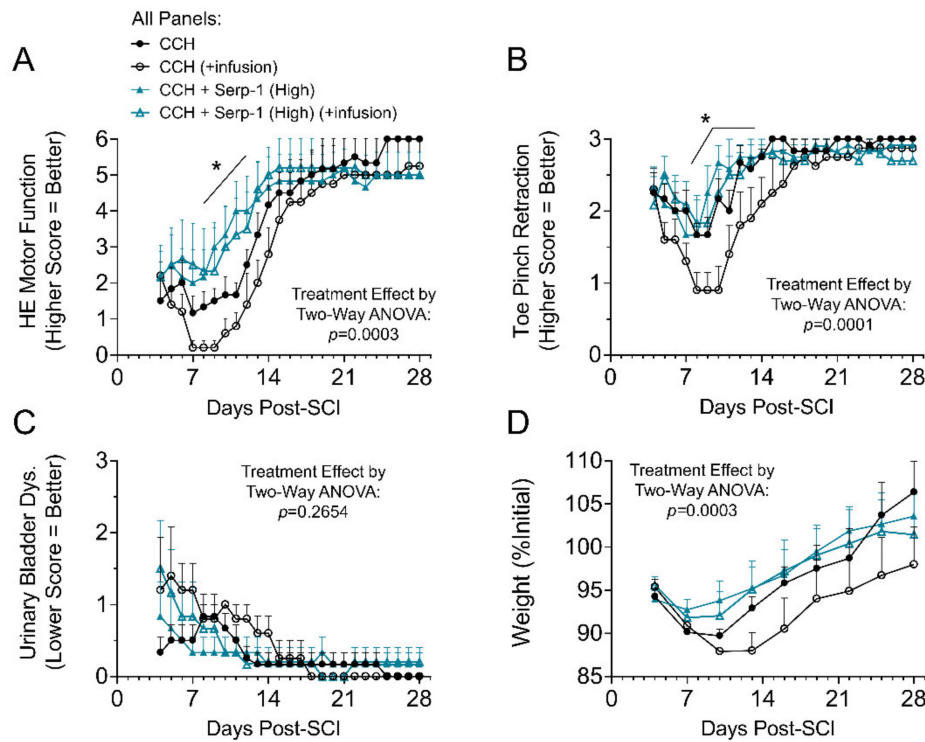 All Panels:
CCH
CCH (+infusion)
CCH + Serp-1 (High)
CCH + Serp-1 (High) (+infusion)
A
HE Motor Function
(Higher Score = Better)
6
5
4
3
2
1
0
*
Treatment Effect by
Two-Way ANOVA:
p=0.0003
0 7 14 21 28
Days Post-SCI
B
Toe Pinch Retraction
(Higher Score = Better)
3
2
1
0
*
Treatment Effect by
Two-Way ANOVA:
p=0.0001
0 7 14 21 28
Days Post-SCI
C
Urinary Bladder Dys.
(Lower Score = Better)
3
2
1
0
Treatment Effect by
Two-Way ANOVA:
p=0.2654
0 7 14 21 28
Days Post-SCI
D
Weight (%Initial)
105
100
95
90
85
Treatment Effect by
Two-Way ANOVA:
p=0.0003
0 7 14 21 28
Days Post-SCI